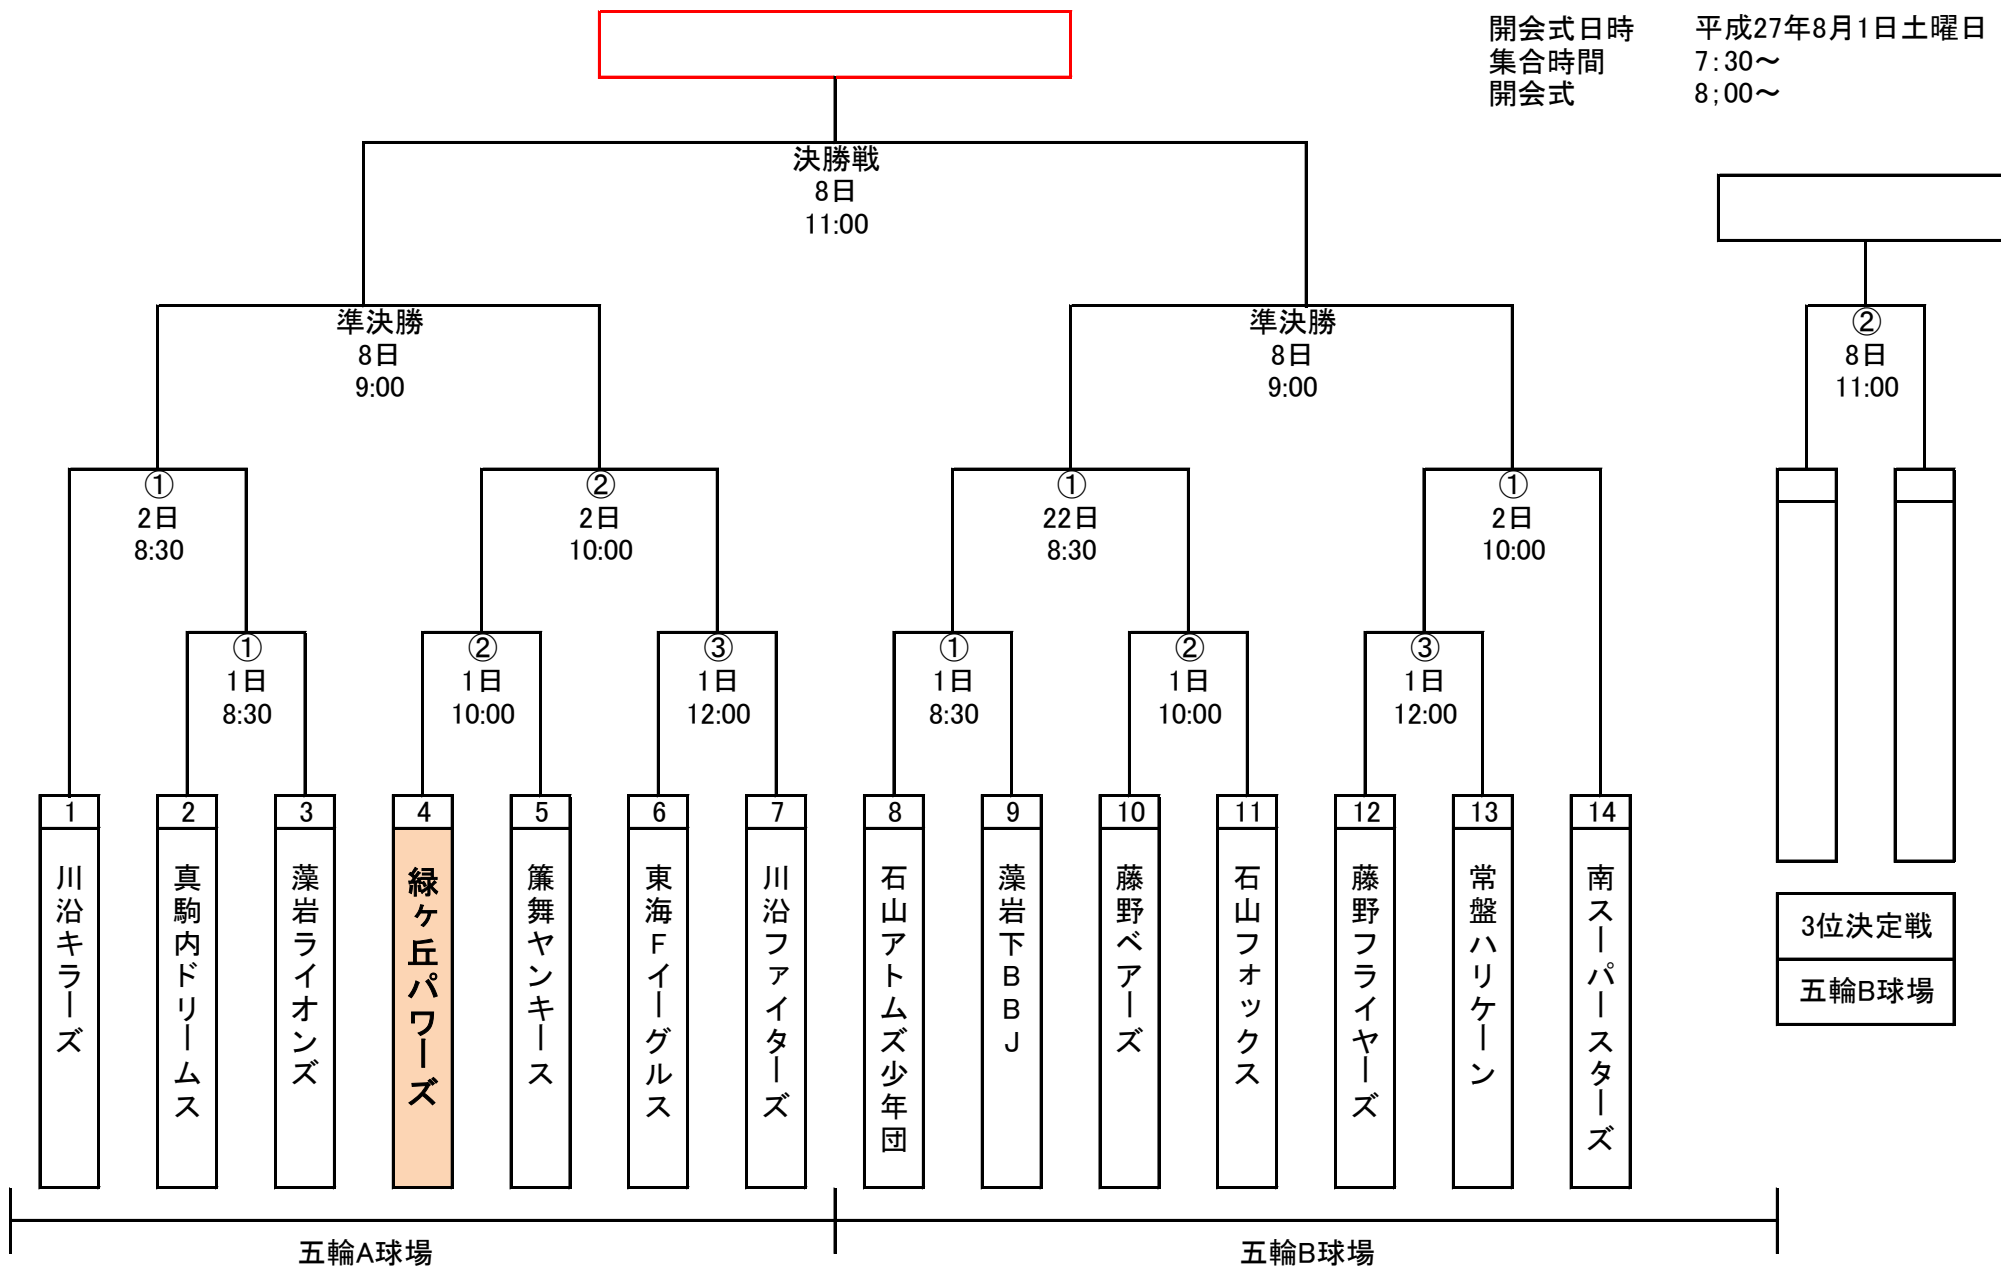 開会式日時 平成27年8月1日土曜日
集合時間 7:30～
開会式 8;00～
決勝戦
8日
11:00
準決勝
8日
9:00
準決勝
8日
9:00
②
8日
11:00
①
2日
8:30
②
2日
10:00
①
22日
8:30
①
2日
10:00
①
1日
8:30
②
1日
10:00
③
1日
12:00
①
1日
8:30
②
1日
10:00
③
1日
12:00
1
川沿キラーズ
2
真駒内ドリームス
3
藻岩ライオンズ
4
緑ヶ丘パワーズ
5
簾舞ヤンキース
6
東海Fイーグルス
7
川沿ファイターズ
8
石山アトムズ少年団
9
藻岩下BBJ
10
藤野ベアーズ
11
石山フォックス
12
藤野フライヤーズ
13
常盤ハリケーン
14
南スーパースターズ
3位決定戦
五輪B球場
五輪A球場
五輪B球場